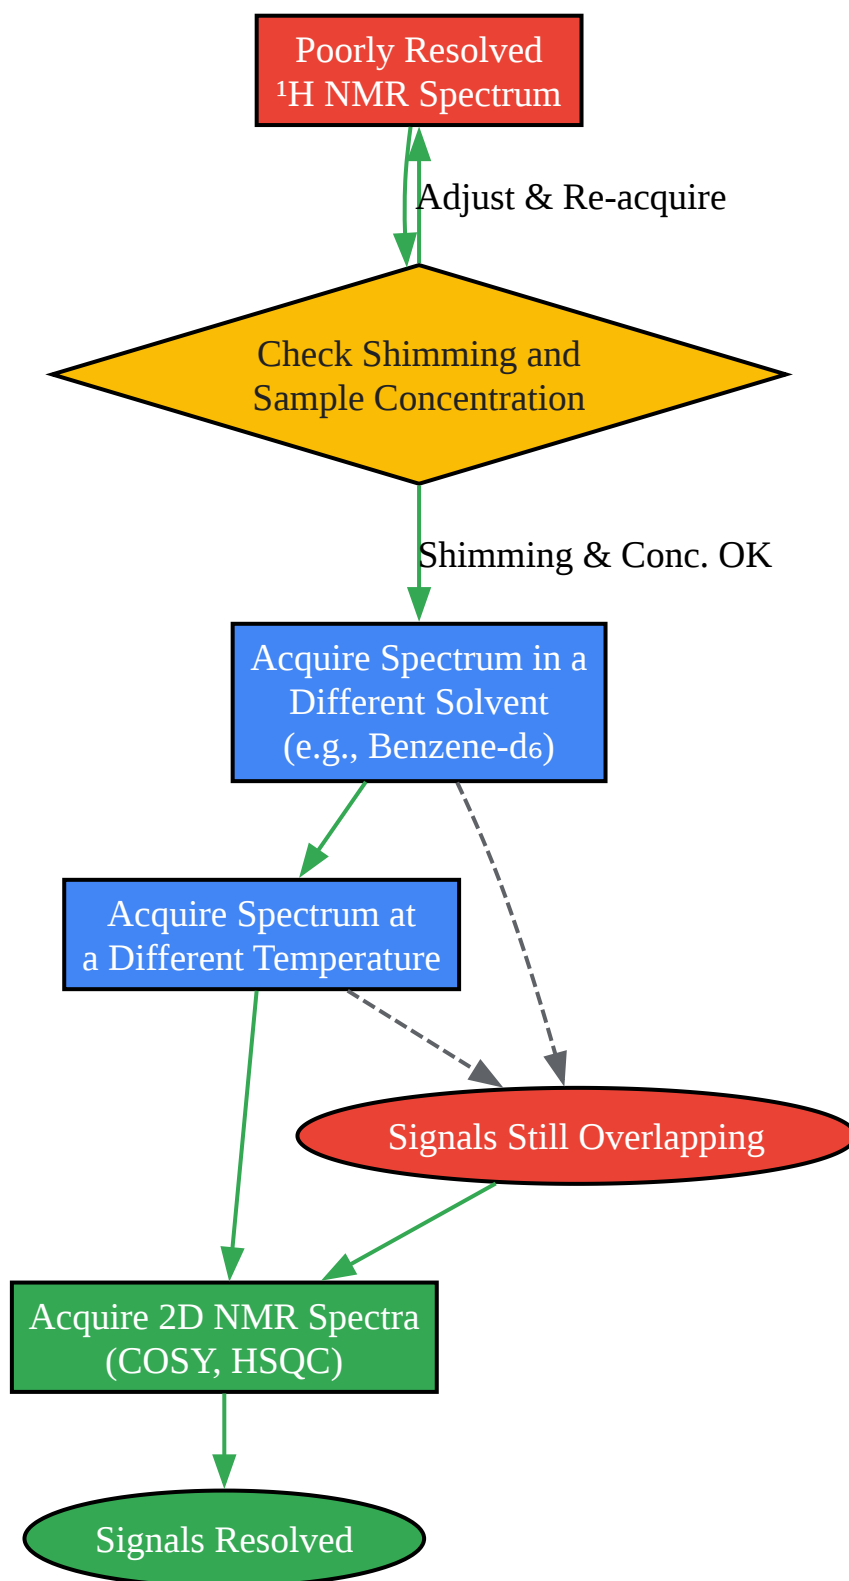 Poorly Resolved
¹H NMR Spectrum
Adjust & Re-acquire
Check Shimming and
Sample Concentration
Shimming & Conc. OK
Acquire Spectrum in a
Different Solvent
(e.g., Benzene-d₆)
Acquire Spectrum at
a Different Temperature
Signals Still Overlapping
Acquire 2D NMR Spectra
(COSY, HSQC)
Signals Resolved